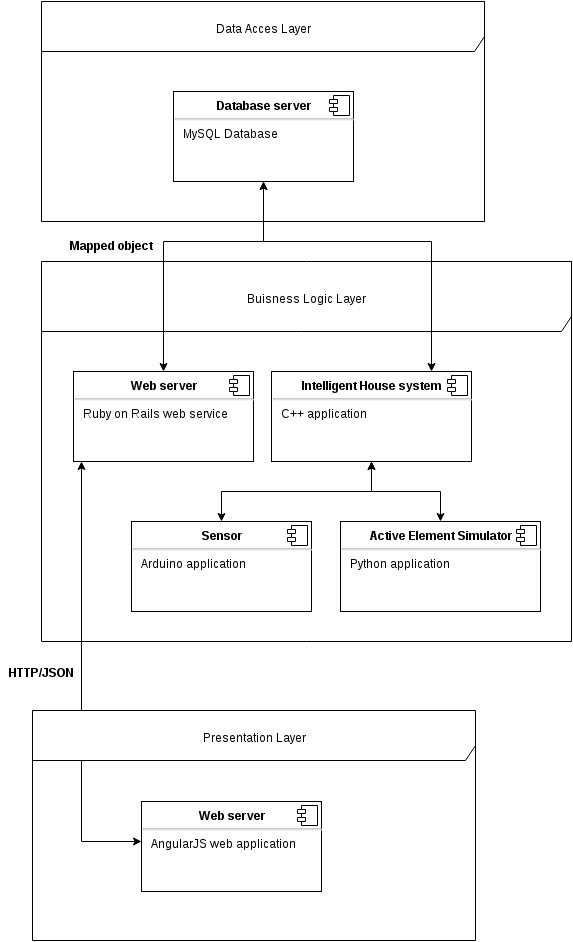 Data Acces Layer
Database server
MySQL Database
Mapped object
Buisness Logic Layer
Web server
Ruby on Rails web service
Intelligent House system
C++ application
Sensor
Arduino application
Active Element Simulator
Python application
HTTP/JSON
Presentation Layer
Web server
AngularJS web application